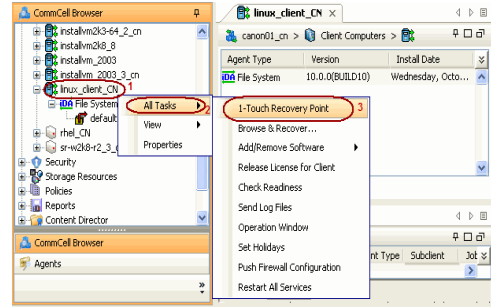 CommCell Browser
installvm2k3-64_2_cn
installvm2k8_8
installvm_2003
installvm_2003_3_cn
linux_client_CN 1
File System
default
rhel_CN
sr-w2k8-r2_3_c
Security
Storage Resources
Policies
Reports
Content Director
CommCell Browser
Agents
linux_client_CN
canon01_cn > Client Computers >
Agent Type Version Install Date
iDA File System 10.0.0(BUILD10) Wednesday, Octo...
All Tasks 2
View
Properties
1-Touch Recovery Point 3
Browse & Recover...
Add/Remove Software
Release License for Client
Check Readiness
Send Log Files
Operation Window
Set Holidays
Push Firewall Configuration
Restart All Services
nt Type Subclient Job